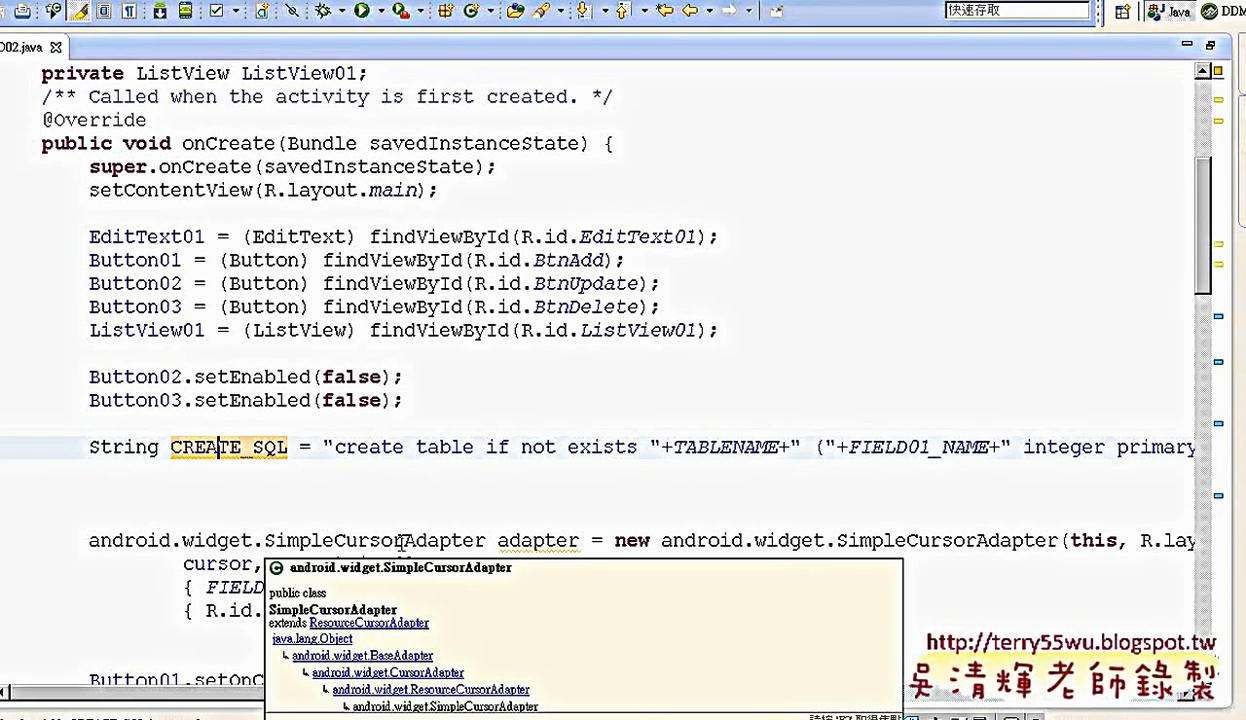 快速存取
Java
DDM
002.java
private ListView ListView01;
/** Called when the activity is first created. */
@Override
public void onCreate(Bundle savedInstanceState) {
super.onCreate(savedInstanceState);
setContentView(R.layout.main);
EditText01 = (EditText) findViewById(R.id.EditText01);
Button01 = (Button) findViewById(R.id.BtnAdd);
Button02 = (Button) findViewById(R.id.BtnUpdate);
Button03 = (Button) findViewById(R.id.BtnDelete);
ListView01 = (ListView) findViewById(R.id.ListView01);
Button02.setEnabled(false);
Button03.setEnabled(false);
String CREATE_SQL = "create table if not exists "+TABLENAME+" ("+FIELD01_NAME+" integer primary
android.widget.SimpleCursorAdapter adapter = new android.widget.SimpleCursorAdapter(this, R.lay
cursor,
{ FIELD
{ R.id.
android.widget.SimpleCursorAdapter
public class
SimpleCursorAdapter
extends ResourceCursorAdapter
java.lang.Object
android.widget.BaseAdapter
android.widget.CursorAdapter
android.widget.ResourceCursorAdapter
android.widget.SimpleCursorAdapter
Button01.setOnC
http://terry55wu.blogspot.tw
吳清輝老師錄製